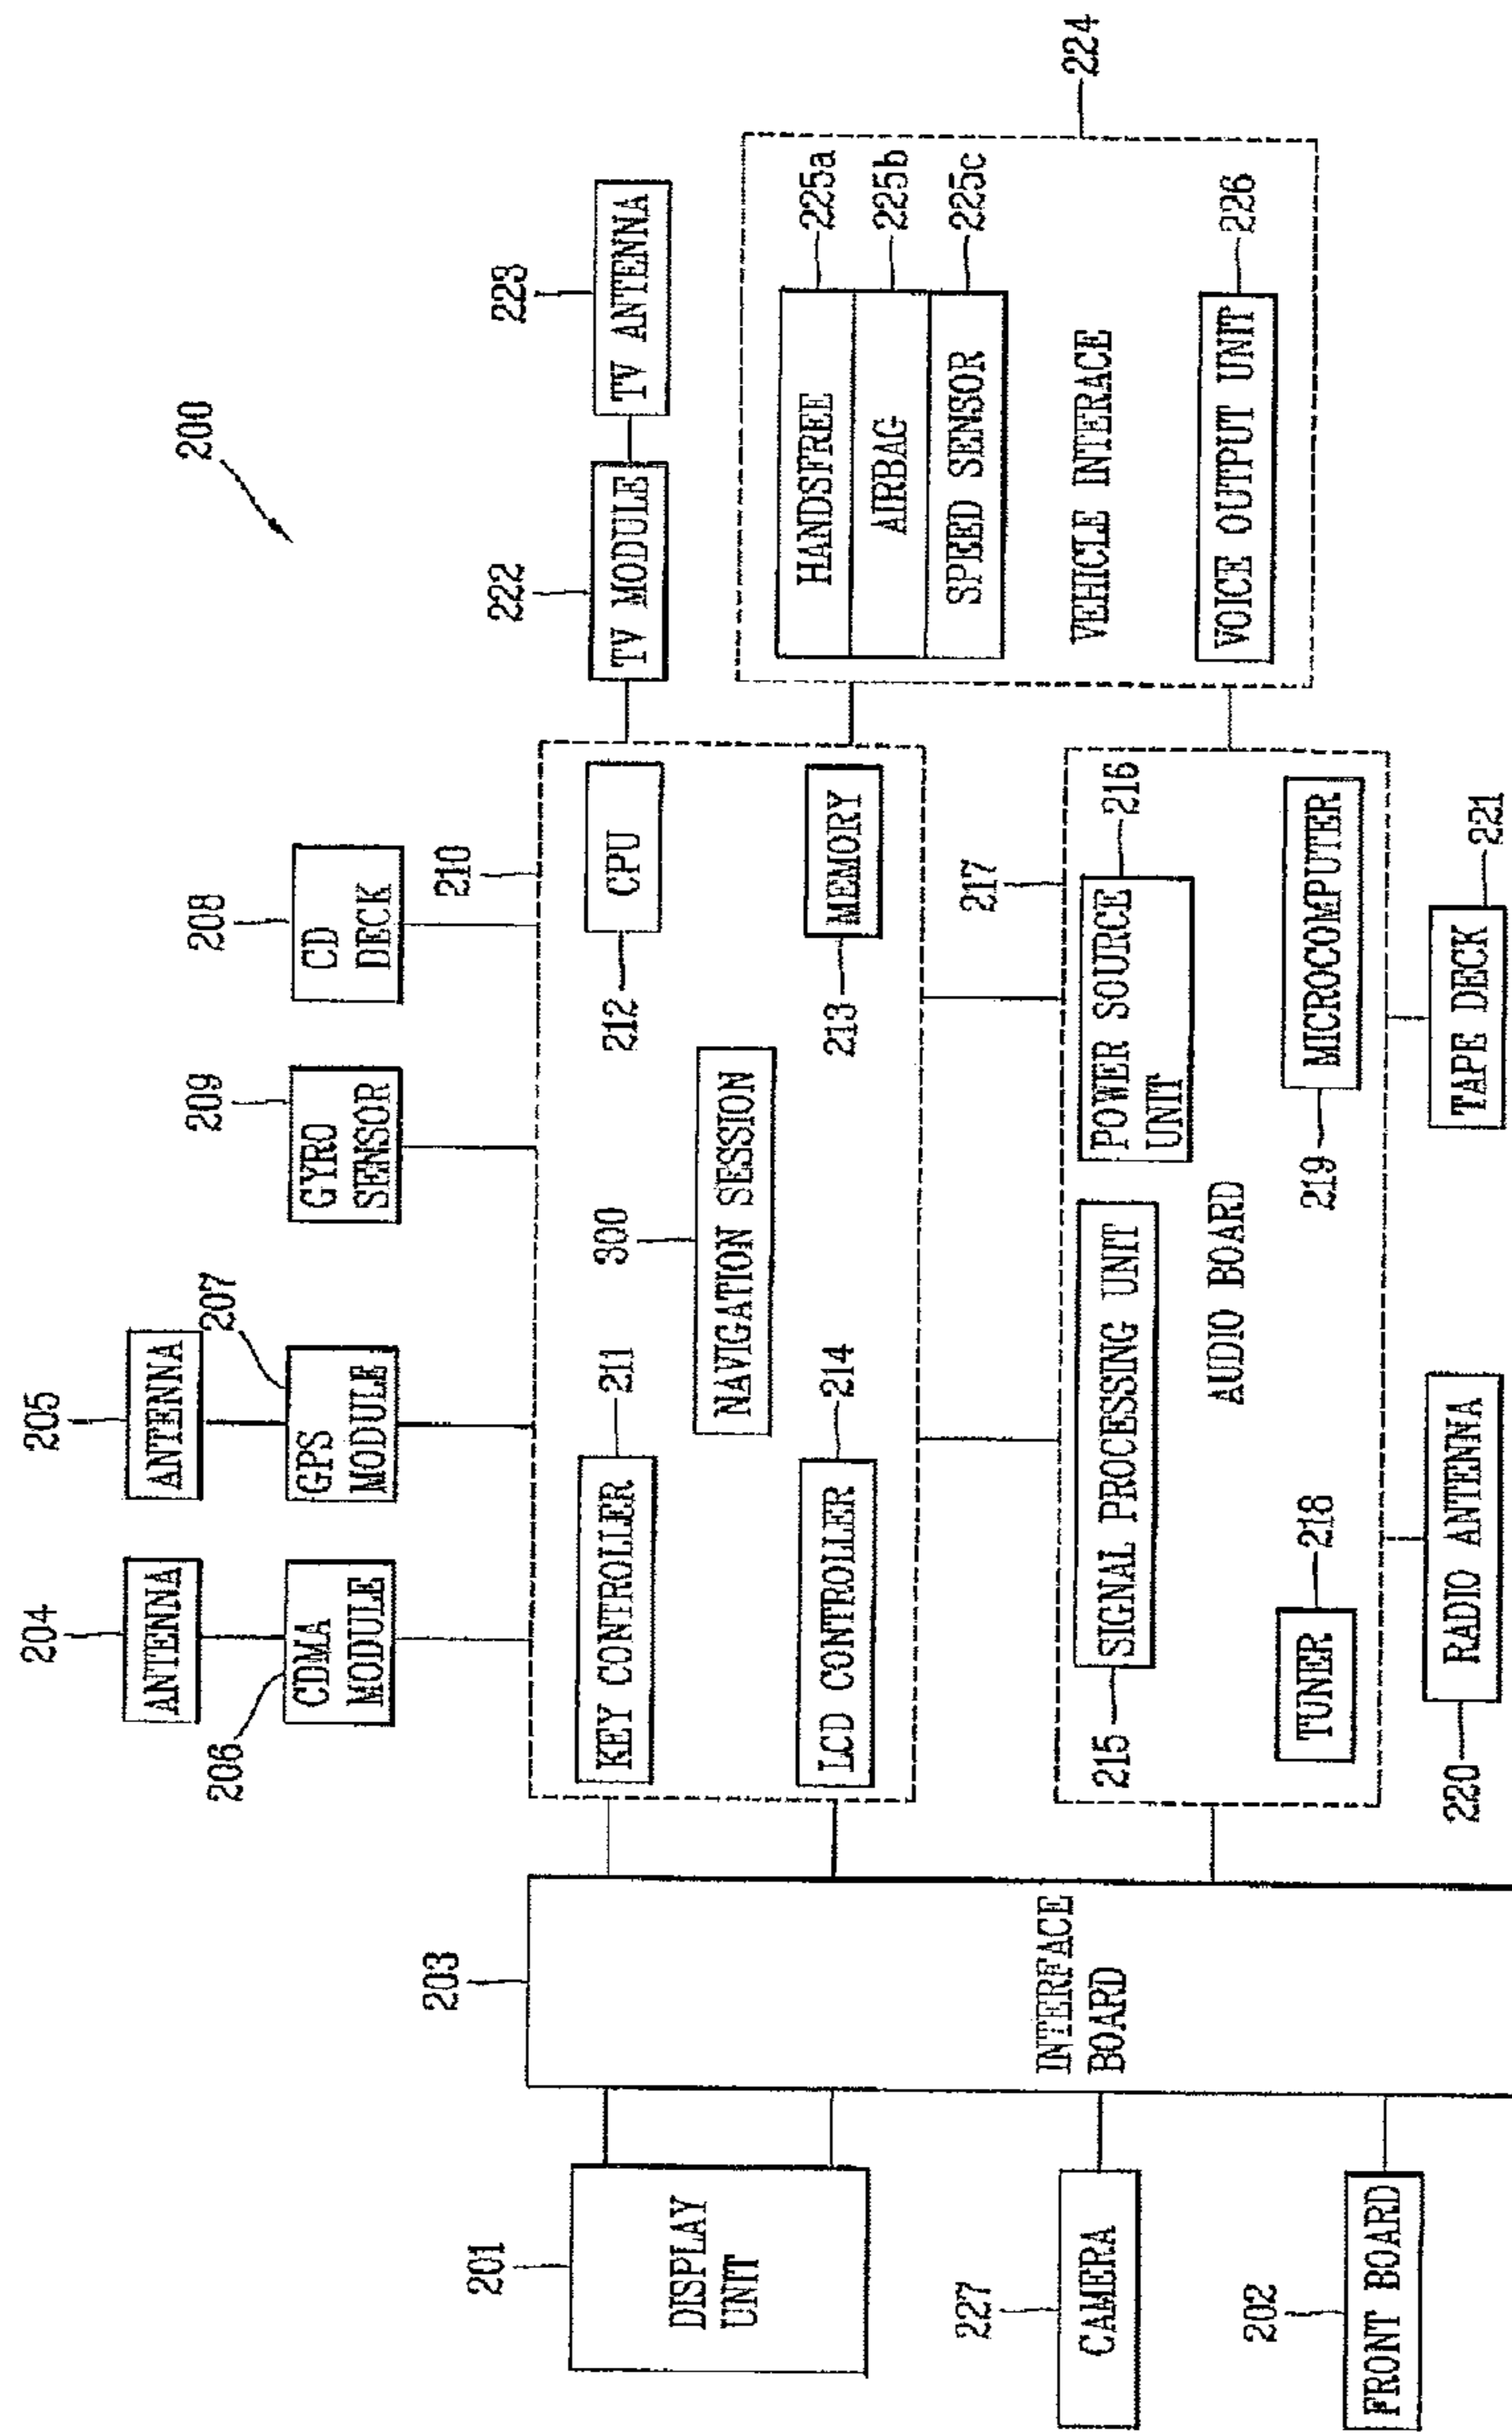 200
204
ANTENNA
205
ANTENNA
206
CDMA
MODULE
207
GPS
MODULE
209
GYRO
SENSOR
208
CD
DECK
210
203
INTERFACE
BOARD
201
DISPLAY
UNIT
227
CAMERA
202
FRONT BOARD
KEY CONTROLLER
211
300
NAVIGATION SESSION
CPU
212
LCD CONTROLLER
214
MEMORY
213
222
TV MODULE
223
TV ANTENNA
224
HANDSFREE
225a
AIRBAG
225b
SPEED SENSOR
225c
VEHICLE INTERACE
VOICE OUTPUT UNIT
226
217
215
SIGNAL PROCESSING UNIT
POWER SOURCE
UNIT
216
AUDIO BOARD
TUNER
218
219
MICROCOMPUTER
220
RADIO ANTENNA
TAPE DECK
221